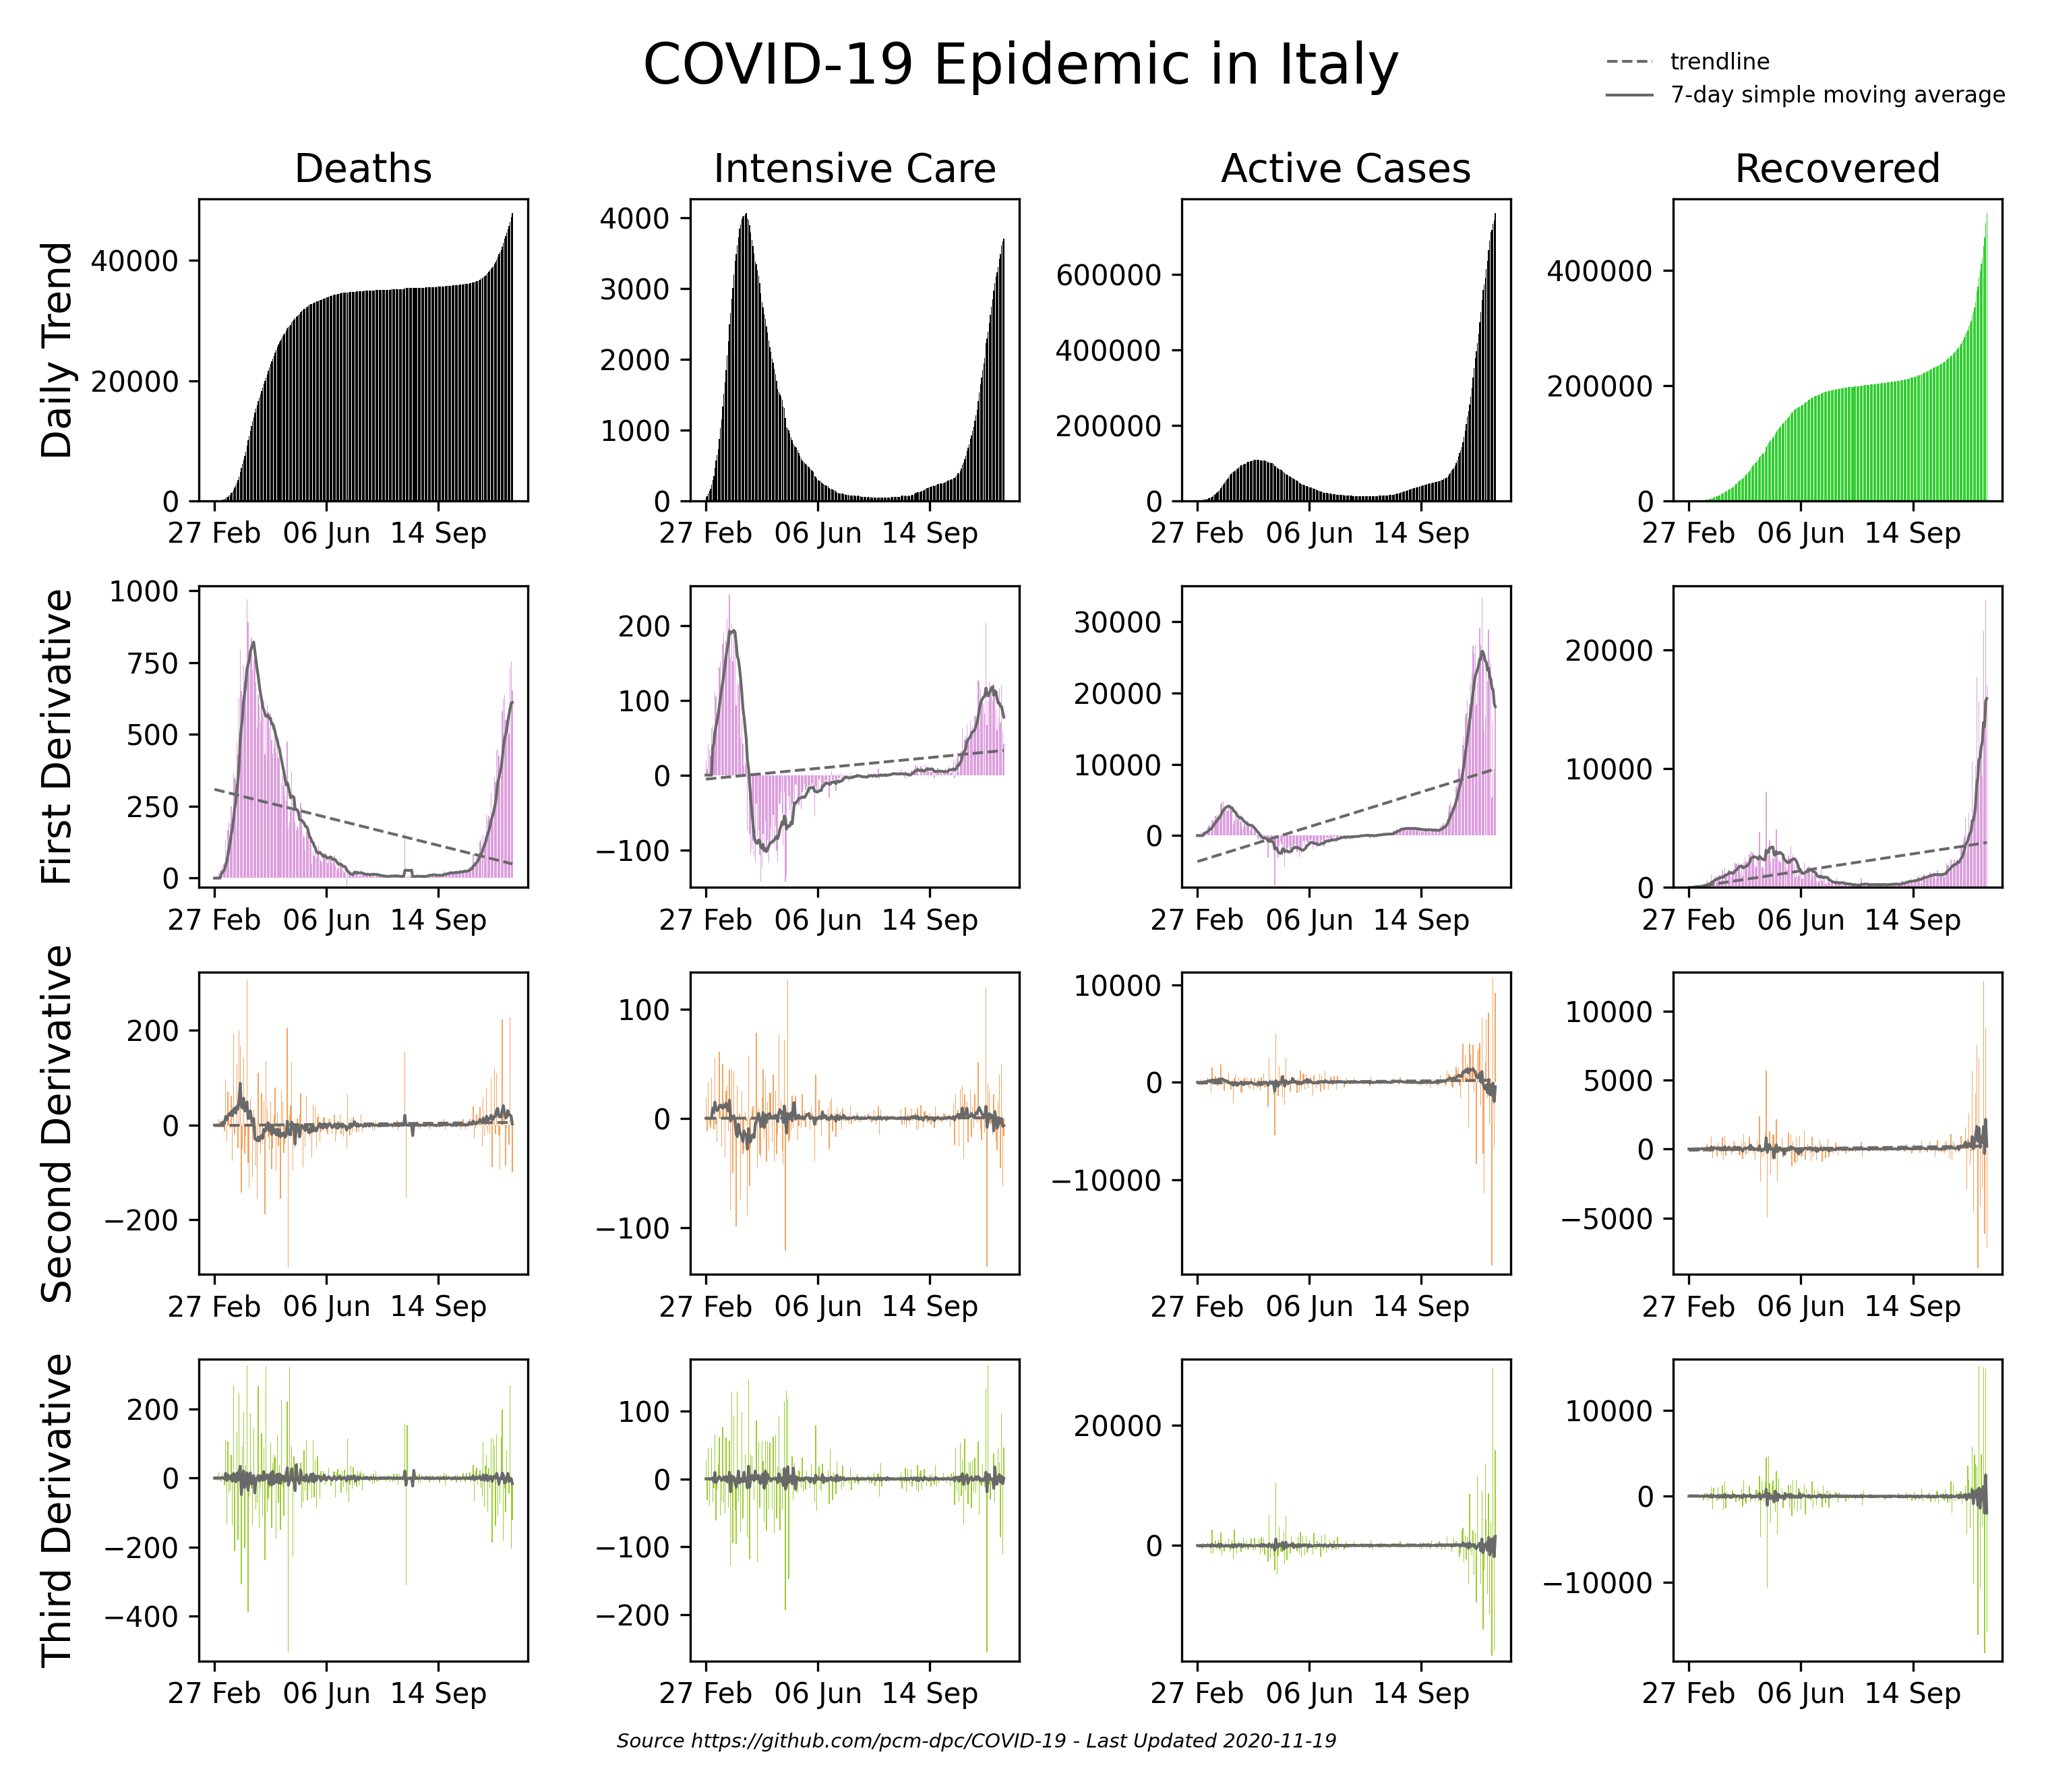 COVID-19 Epidemic in Italy
trendline
7-day simple moving average
Deaths
Intensive Care
Active Cases
Recovered
Daily Trend
40000
20000
0
27 Feb 06 Jun 14 Sep
4000
3000
2000
1000
0
27 Feb 06 Jun 14 Sep
600000
400000
200000
0
27 Feb 06 Jun 14 Sep
400000
200000
0
27 Feb 06 Jun 14 Sep
First Derivative
1000
750
500
250
0
27 Feb 06 Jun 14 Sep
200
100
0
−100
27 Feb 06 Jun 14 Sep
30000
20000
10000
0
27 Feb 06 Jun 14 Sep
20000
10000
0
27 Feb 06 Jun 14 Sep
Second Derivative
200
0
−200
27 Feb 06 Jun 14 Sep
100
0
−100
27 Feb 06 Jun 14 Sep
10000
0
−10000
27 Feb 06 Jun 14 Sep
10000
5000
0
−5000
27 Feb 06 Jun 14 Sep
Third Derivative
200
0
−200
−400
27 Feb 06 Jun 14 Sep
100
0
−100
−200
27 Feb 06 Jun 14 Sep
20000
0
27 Feb 06 Jun 14 Sep
10000
0
−10000
27 Feb 06 Jun 14 Sep
Source https://github.com/pcm-dpc/COVID-19 - Last Updated 2020-11-19